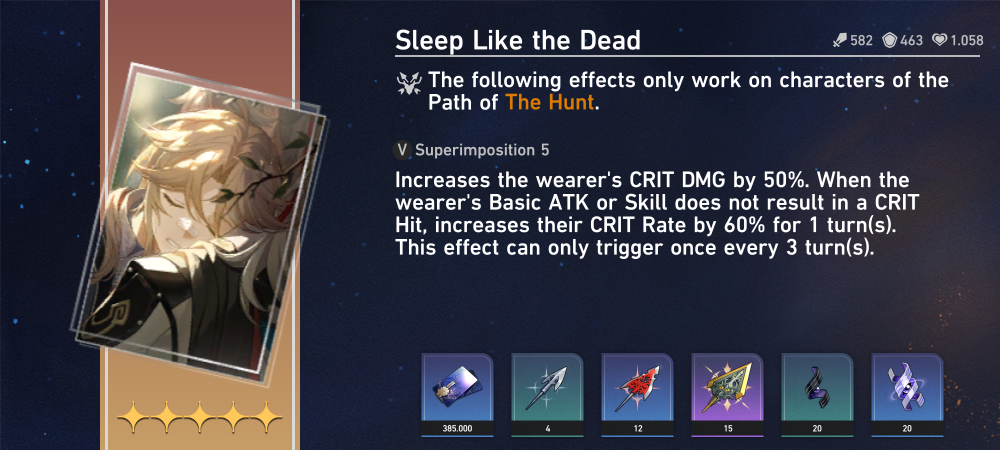 Sleep Like the Dead
582 463 1.058
The following effects only work on characters of the
Path of The Hunt.
V Superimposition 5
Increases the wearer's CRIT DMG by 50%. When the
wearer's Basic ATK or Skill does not result in a CRIT
Hit, increases their CRIT Rate by 60% for 1 turn(s).
This effect can only trigger once every 3 turn(s).
385.000 4 12 15 20 20